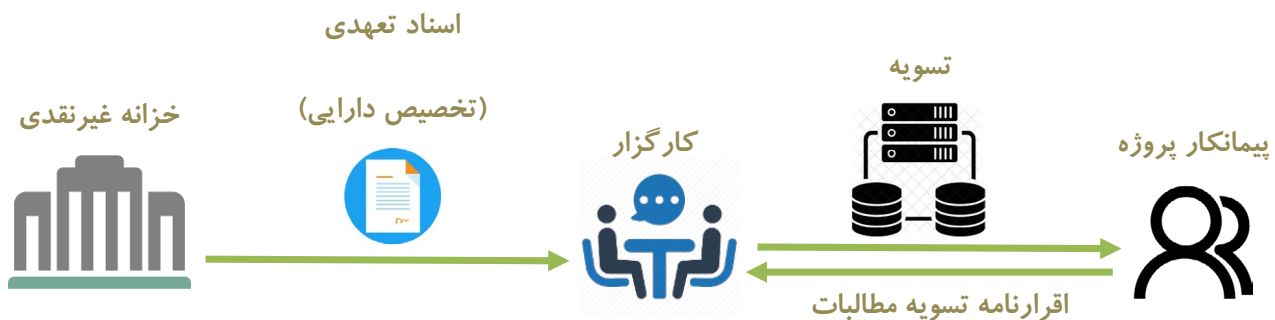 اسناد تعهدی
(تخصیص دارایی)
تسویه
خزانه غیرنقدی
کارگزار
پیمانکار پروژه
اقرارنامه تسویه مطالبات